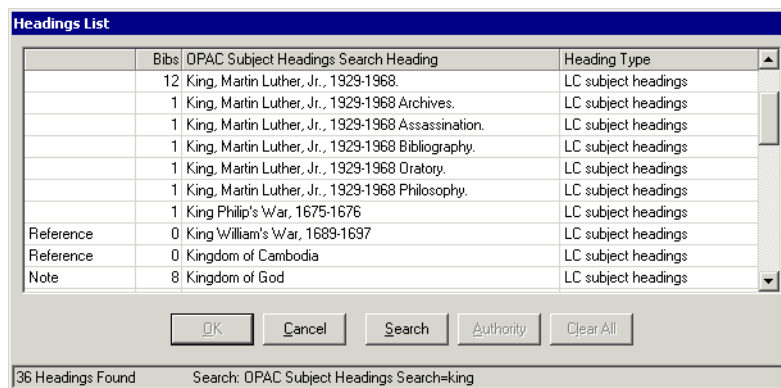 Headings List
Bibs OPAC Subject Headings Search Heading Heading Type
12 King, Martin Luther, Jr., 1929-1968. LC subject headings
1 King, Martin Luther, Jr., 1929-1968 Archives. LC subject headings
1 King, Martin Luther, Jr., 1929-1968 Assassination. LC subject headings
1 King, Martin Luther, Jr., 1929-1968 Bibliography. LC subject headings
1 King, Martin Luther, Jr., 1929-1968 Oratory. LC subject headings
1 King, Martin Luther, Jr., 1929-1968 Philosophy. LC subject headings
1 King Philip's War, 1675-1676 LC subject headings
Reference 0 King William's War, 1689-1697 LC subject headings
Reference 0 Kingdom of Cambodia LC subject headings
Note 8 Kingdom of God LC subject headings
OK Cancel Search Authority Clear All
36 Headings Found Search: OPAC Subject Headings Search=king